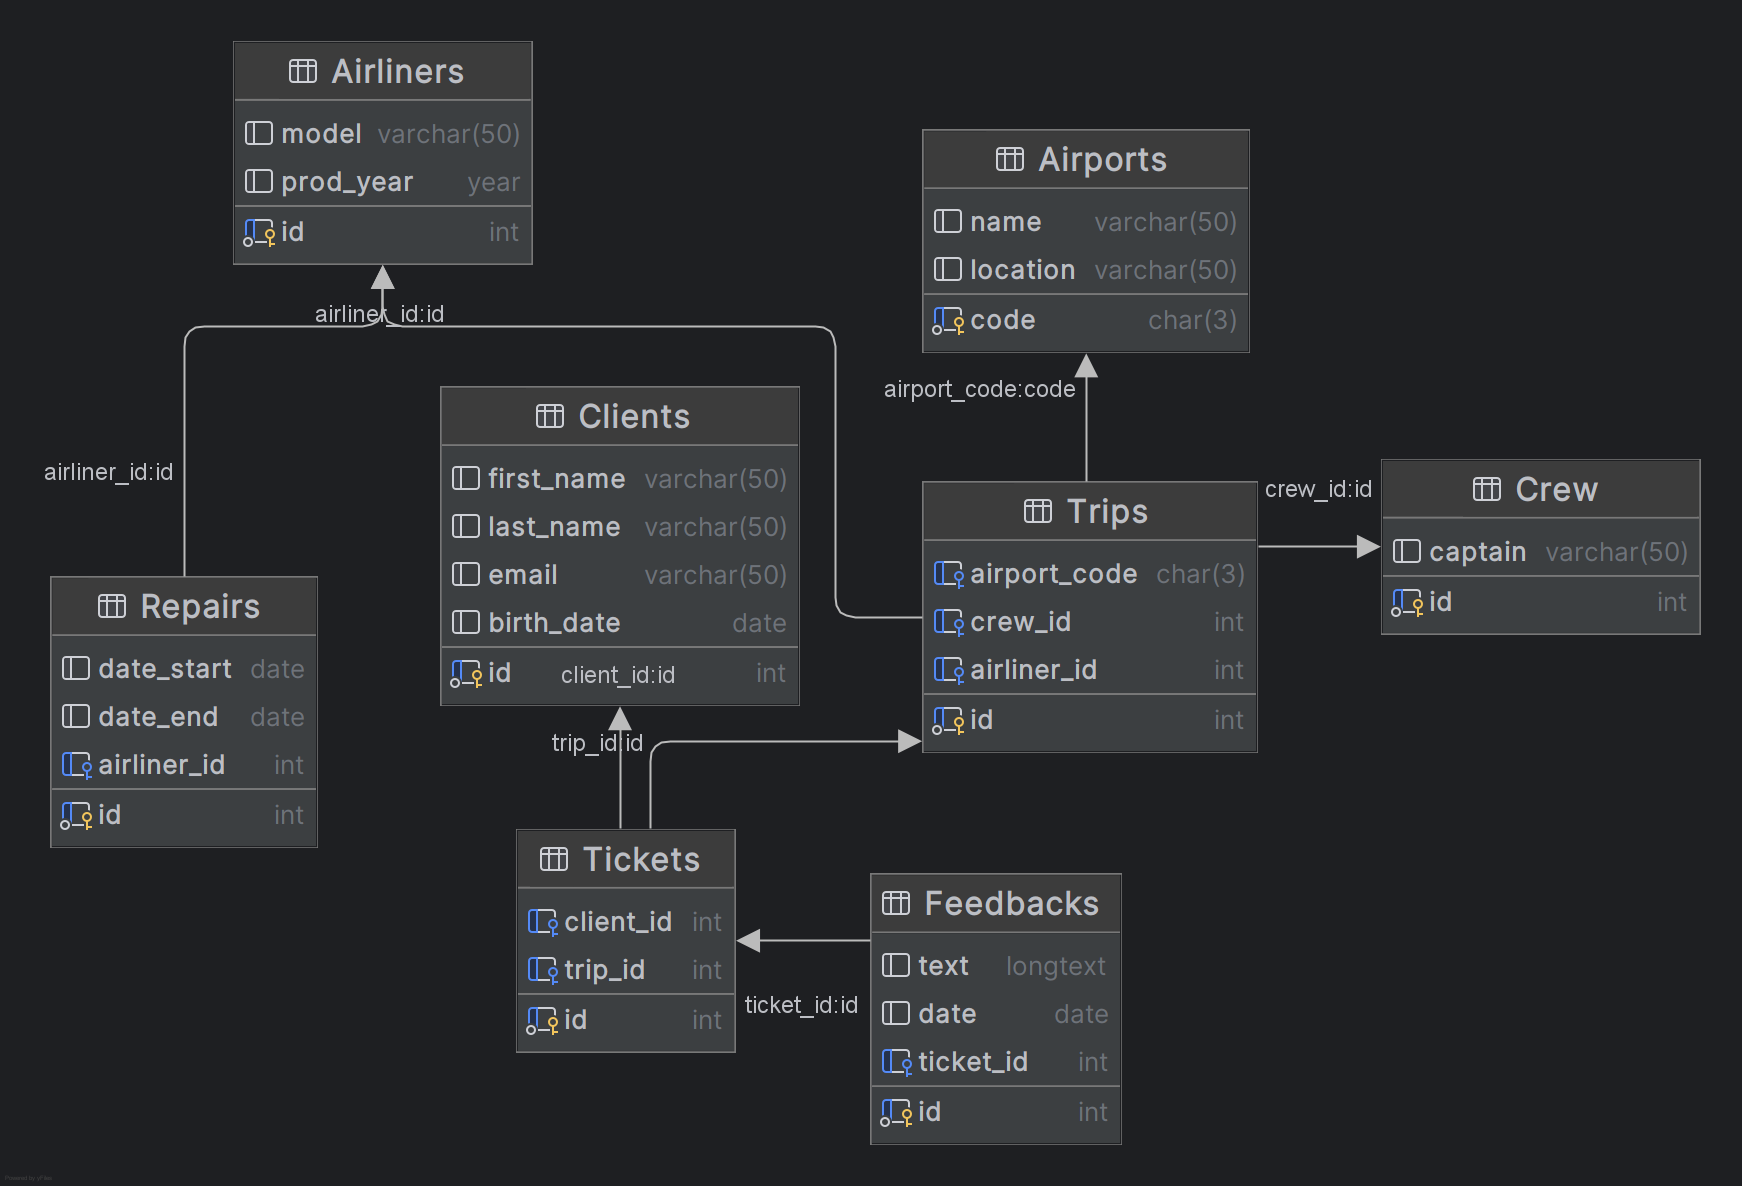 Airliners
model varchar(50)
prod_year year
id int
airliner_id:id
Airports
name varchar(50)
location varchar(50)
code char(3)
airport_code:code
Clients
first_name varchar(50)
last_name varchar(50)
email varchar(50)
birth_date date
id int
client_id:id
airliner_id:id
Trips
airport_code char(3)
crew_id int
airliner_id int
id int
crew_id:id
Crew
captain varchar(50)
id int
Repairs
date_start date
date_end date
airliner_id int
id int
trip_id:id
Tickets
client_id int
trip_id int
id int
ticket_id:id
Feedbacks
text longtext
date date
ticket_id int
id int
Powered by yFiles